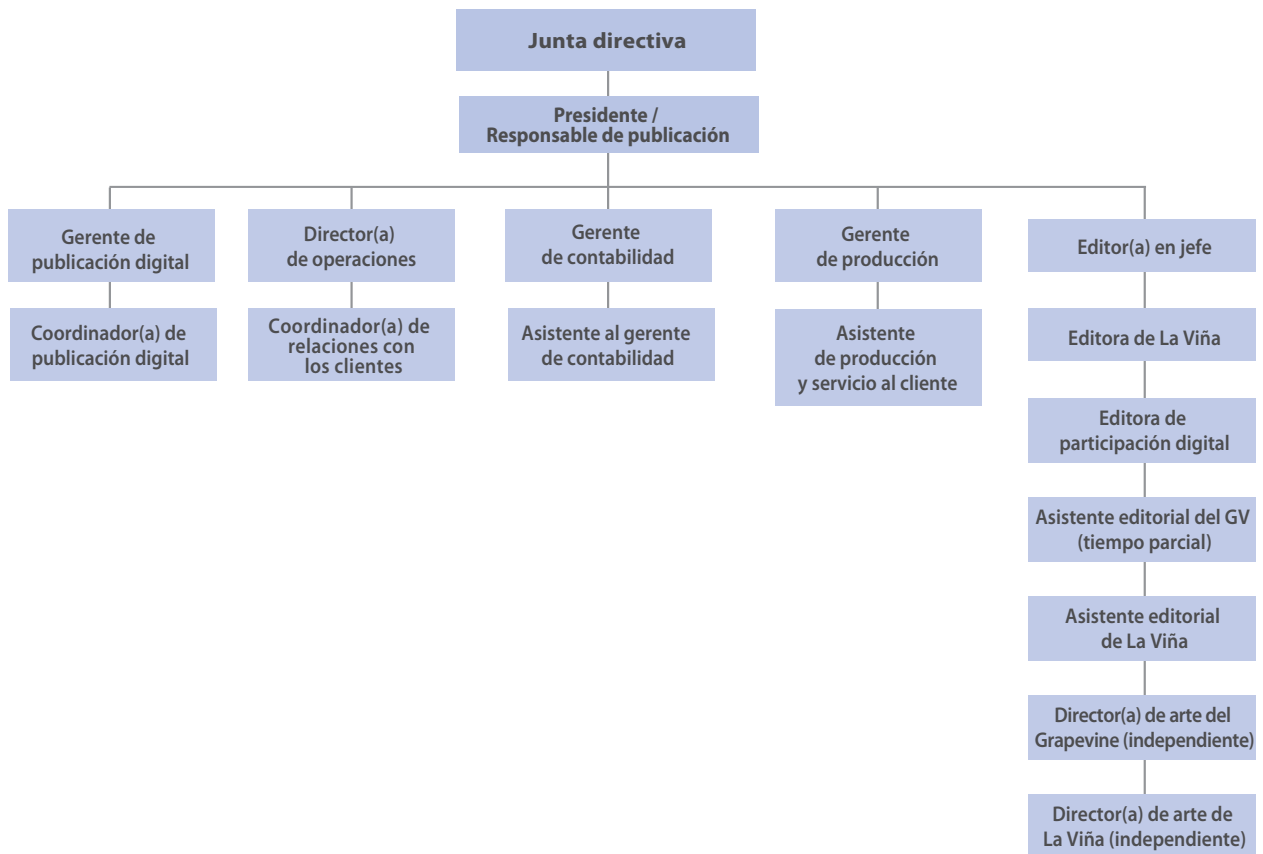 Junta directiva
Presidente /
Responsable de publicación
Gerente de
publicación digital
Director(a)
de operaciones
Gerente
de contabilidad
Gerente
de producción
Editor(a) en jefe
Coordinador(a) de
publicación digital
Coordinador(a) de
relaciones con
los clientes
Asistente al gerente
de contabilidad
Asistente
de producción
y servicio al cliente
Editora de La Viña
Editora de
participación digital
Asistente editorial del GV
(tiempo parcial)
Asistente editorial
de La Viña
Director(a) de arte del
Grapevine (independiente)
Director(a) de arte de
La Viña (independiente)